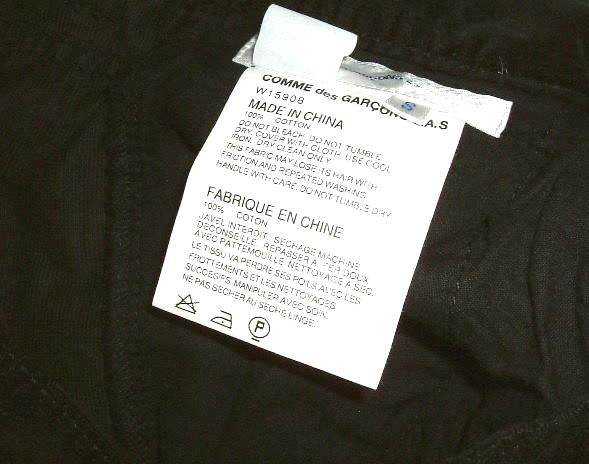 COMME des GARÇONS S.A.S
W15908
S
MADE IN CHINA
100% COTTON
DO NOT BLEACH. DO NOT TUMBLE
DRY. COVER WITH CLOTH. USE COOL
IRON. DRY CLEAN ONLY
THIS FABRIC MAY LOSE ITS HAIR WITH
FRICTION AND REPEATED WASHING.
HANDLE WITH CARE. DO NOT TUMBLE DRY
FABRIQUE EN CHINE
100% COTON
JAVEL INTERDIT. SECHAGE MACHINE
DECONSEILLE. REPASSER A FER DOUX
AVEC PATTEMOUILLE NETTOYAGE A SEC.
LE TISSU VA PERDRE SES POILS AVEC LES
FROTTEMENTS ET LES NETTOYAGES
SUCCESIFS. MANIPULER AVEC SOIN.
NE PAS SECHER AU SECHE LINGE.
P